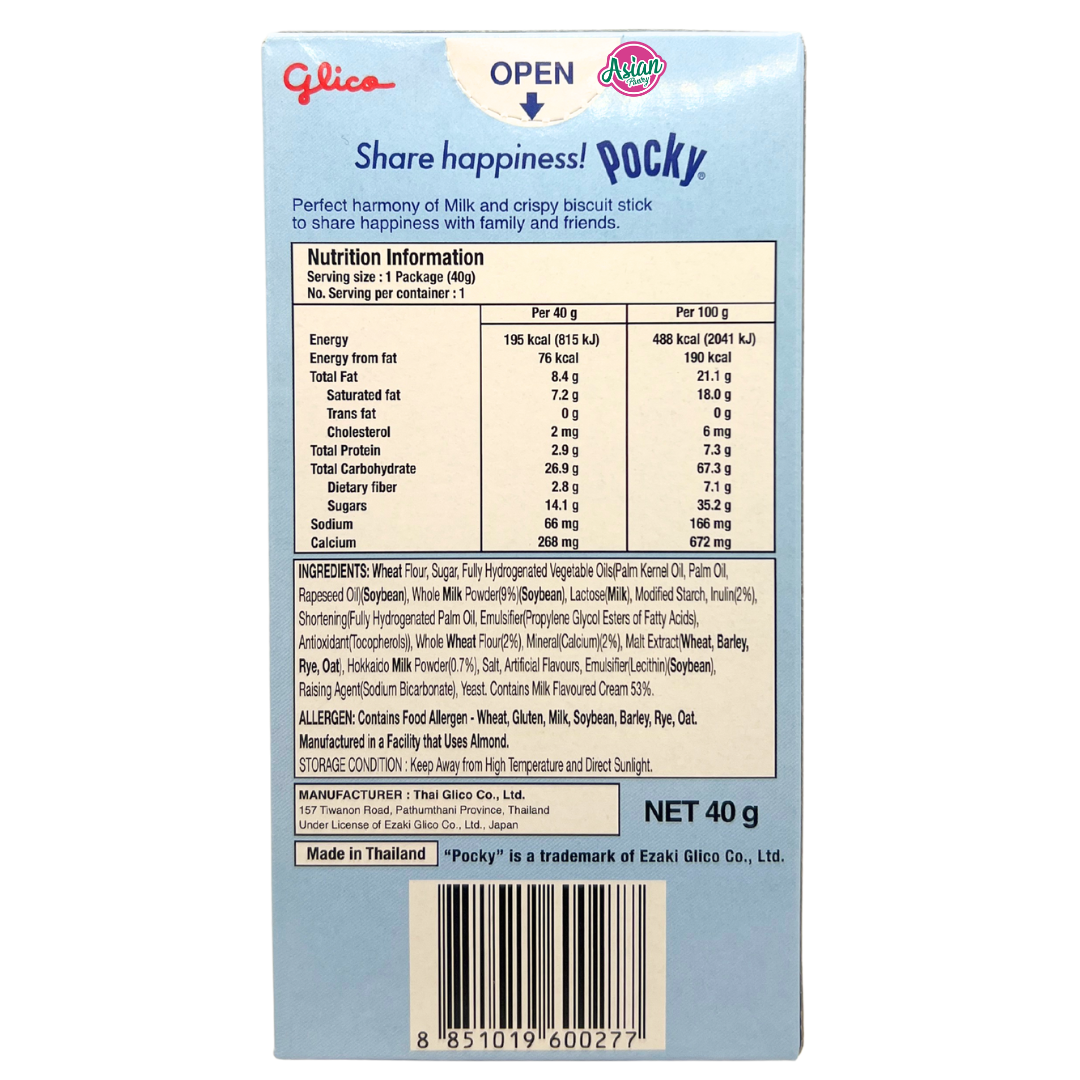 Glico
OPEN
Asian
Pantry
Share happiness! Pocky®
Perfect harmony of Milk and crispy biscuit stick
to share happiness with family and friends.
Nutrition Information
Serving size : 1 Package (40g)
No. Serving per container : 1
Per 40 g Per 100 g
Energy 195 kcal (815 kJ) 488 kcal (2041 kJ)
Energy from fat 76 kcal 190 kcal
Total Fat 8.4 g 21.1 g
Saturated fat 7.2 g 18.0 g
Trans fat 0 g 0 g
Cholesterol 2 mg 6 mg
Total Protein 2.9 g 7.3 g
Total Carbohydrate 26.9 g 67.3 g
Dietary fiber 2.8 g 7.1 g
Sugars 14.1 g 35.2 g
Sodium 66 mg 166 mg
Calcium 268 mg 672 mg
INGREDIENTS: Wheat Flour, Sugar, Fully Hydrogenated Vegetable Oils(Palm Kernel Oil, Palm Oil,
Rapeseed Oil)(Soybean), Whole Milk Powder(9%)(Soybean), Lactose(Milk), Modified Starch, Inulin(2%),
Shortening(Fully Hydrogenated Palm Oil, Emulsifier(Propylene Glycol Esters of Fatty Acids),
Antioxidant(Tocopherols)), Whole Wheat Flour(2%), Mineral(Calcium)(2%), Malt Extract(Wheat, Barley,
Rye, Oat), Hokkaido Milk Powder(0.7%), Salt, Artificial Flavours, Emulsifier(Lecithin)(Soybean),
Raising Agent(Sodium Bicarbonate), Yeast. Contains Milk Flavoured Cream 53%.
ALLERGEN: Contains Food Allergen - Wheat, Gluten, Milk, Soybean, Barley, Rye, Oat.
Manufactured in a Facility that Uses Almond.
STORAGE CONDITION : Keep Away from High Temperature and Direct Sunlight.
MANUFACTURER : Thai Glico Co., Ltd.
157 Tiwanon Road, Pathumthani Province, Thailand
Under License of Ezaki Glico Co., Ltd., Japan
NET 40 g
Made in Thailand "Pocky" is a trademark of Ezaki Glico Co., Ltd.
8 851019 600277